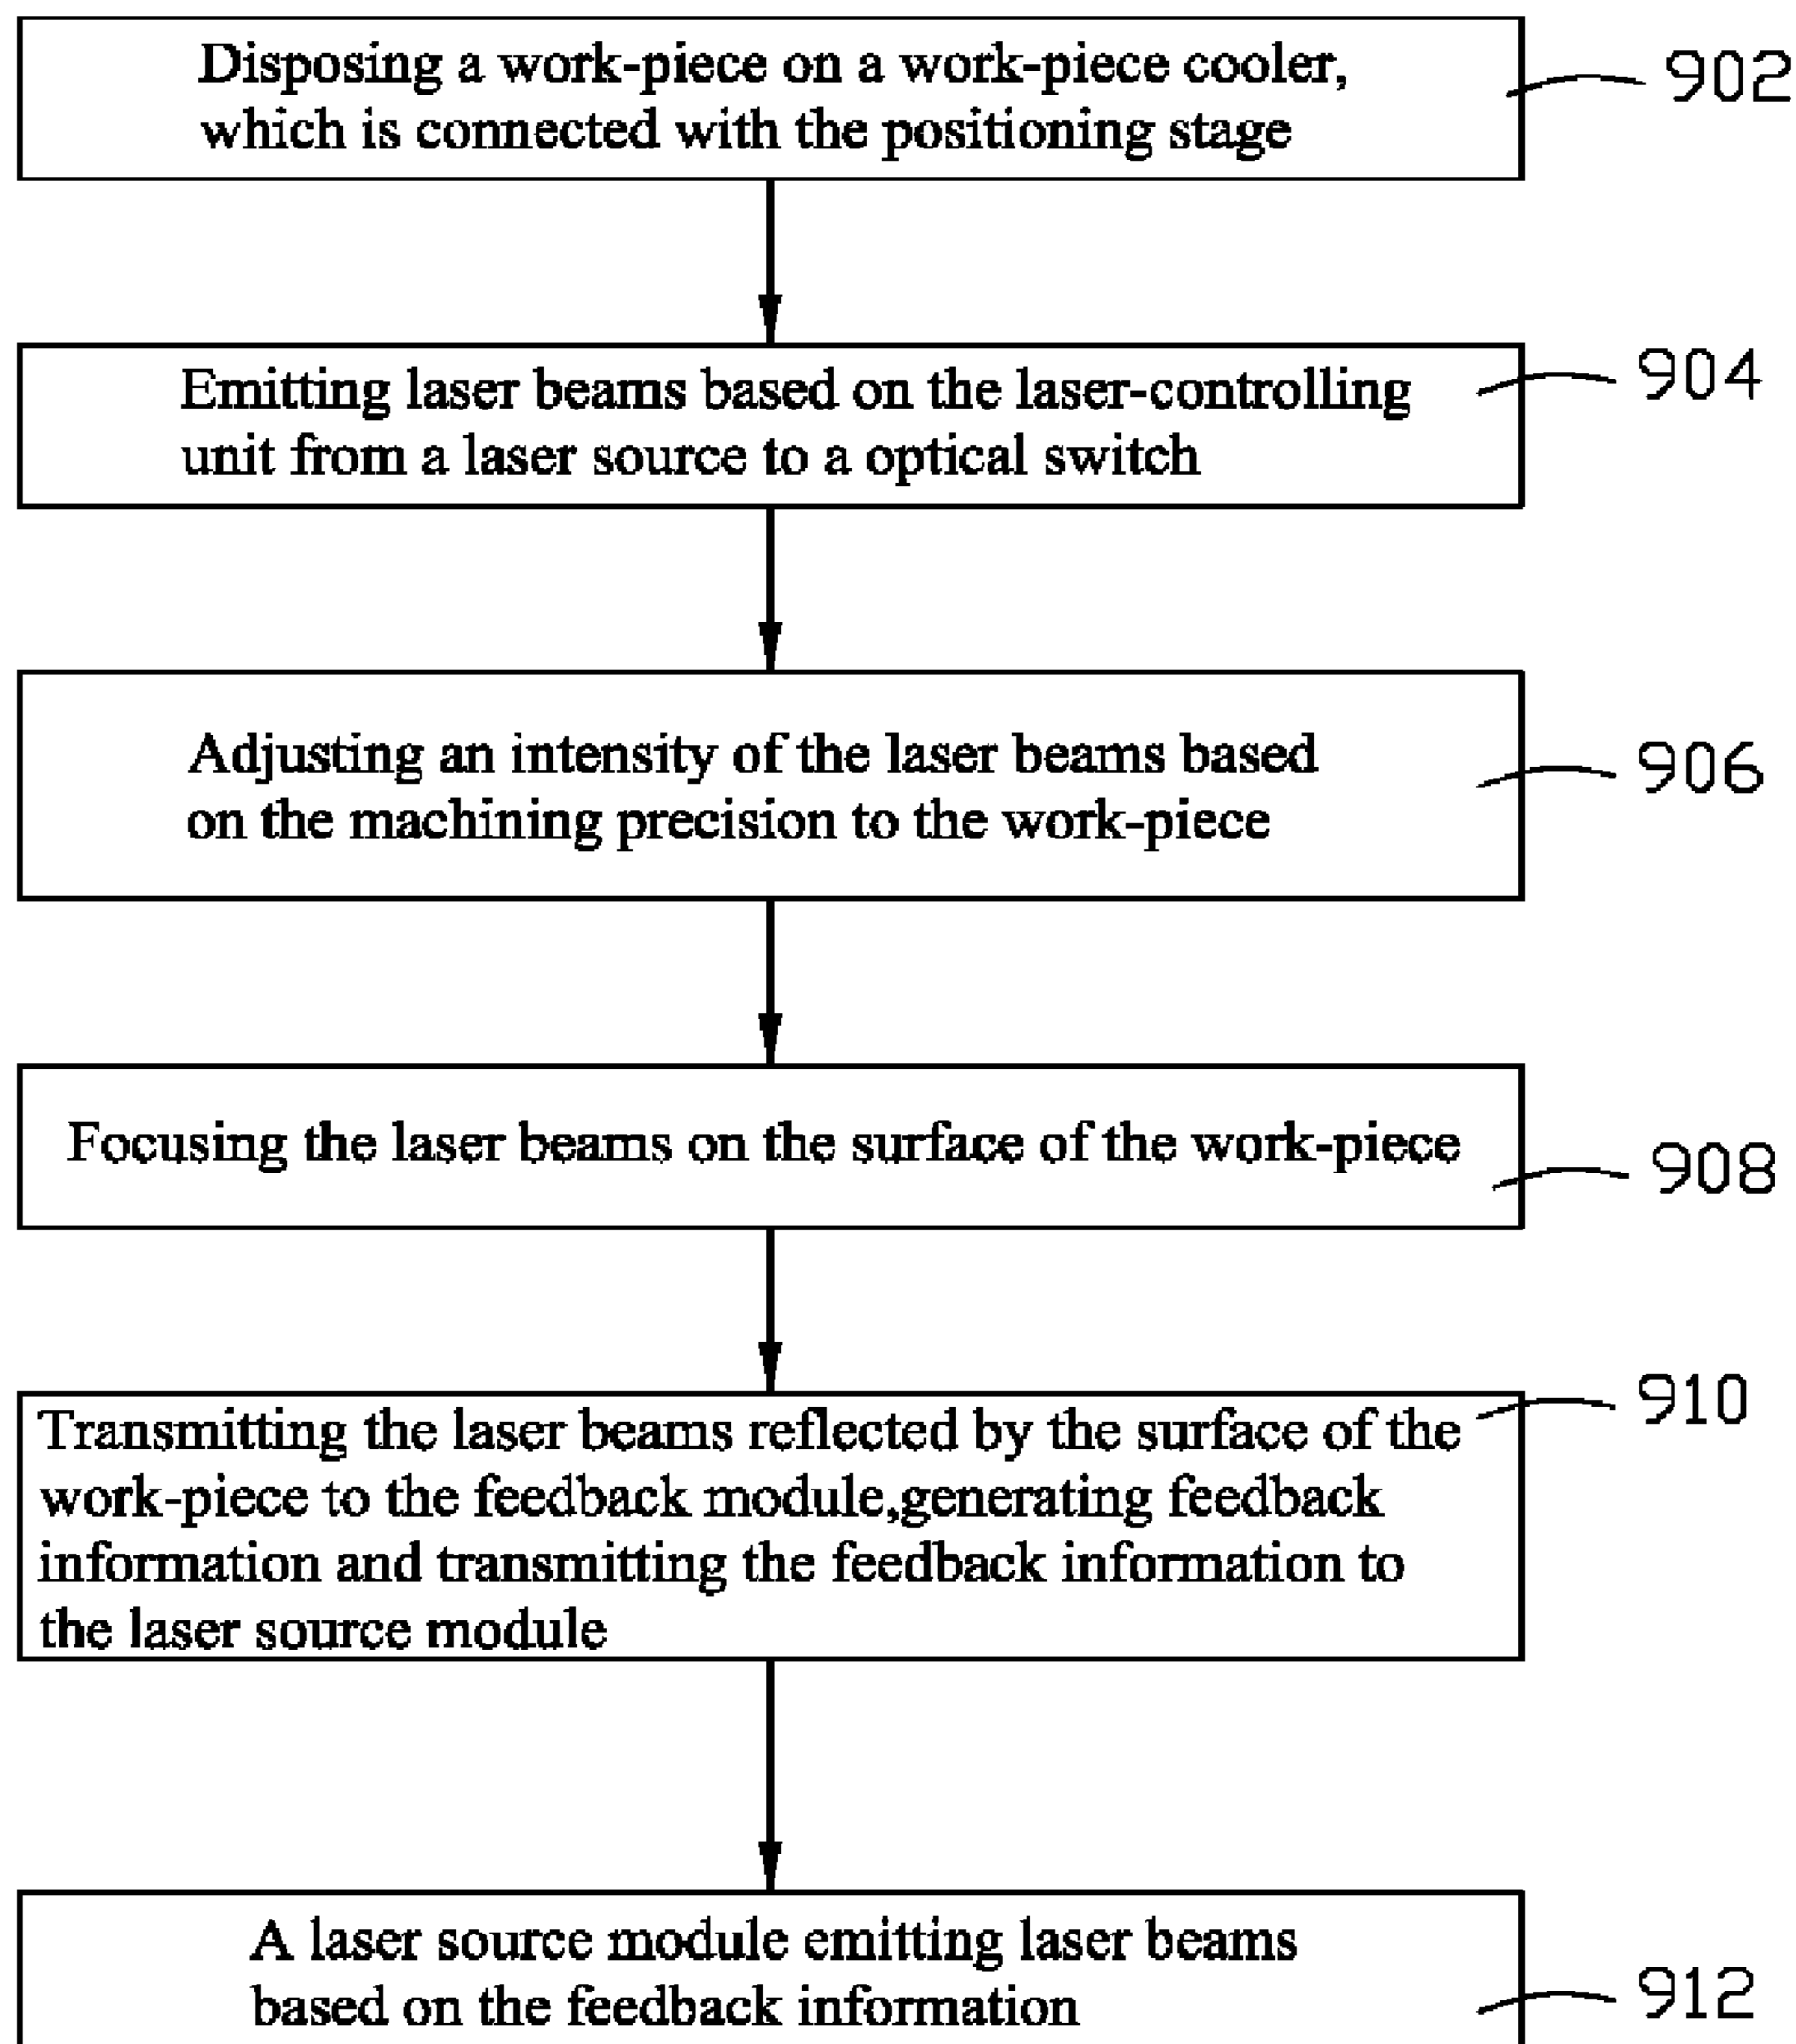 Disposing a work-piece on a work-piece cooler,
which is connected with the positioning stage
902
Emitting laser beams based on the laser-controlling
unit from a laser source to a optical switch
904
Adjusting an intensity of the laser beams based
on the machining precision to the work-piece
906
Focusing the laser beams on the surface of the work-piece
908
Transmitting the laser beams reflected by the surface of the
work-piece to the feedback module,generating feedback
information and transmitting the feedback information to
the laser source module
910
A laser source module emitting laser beams
based on the feedback information
912